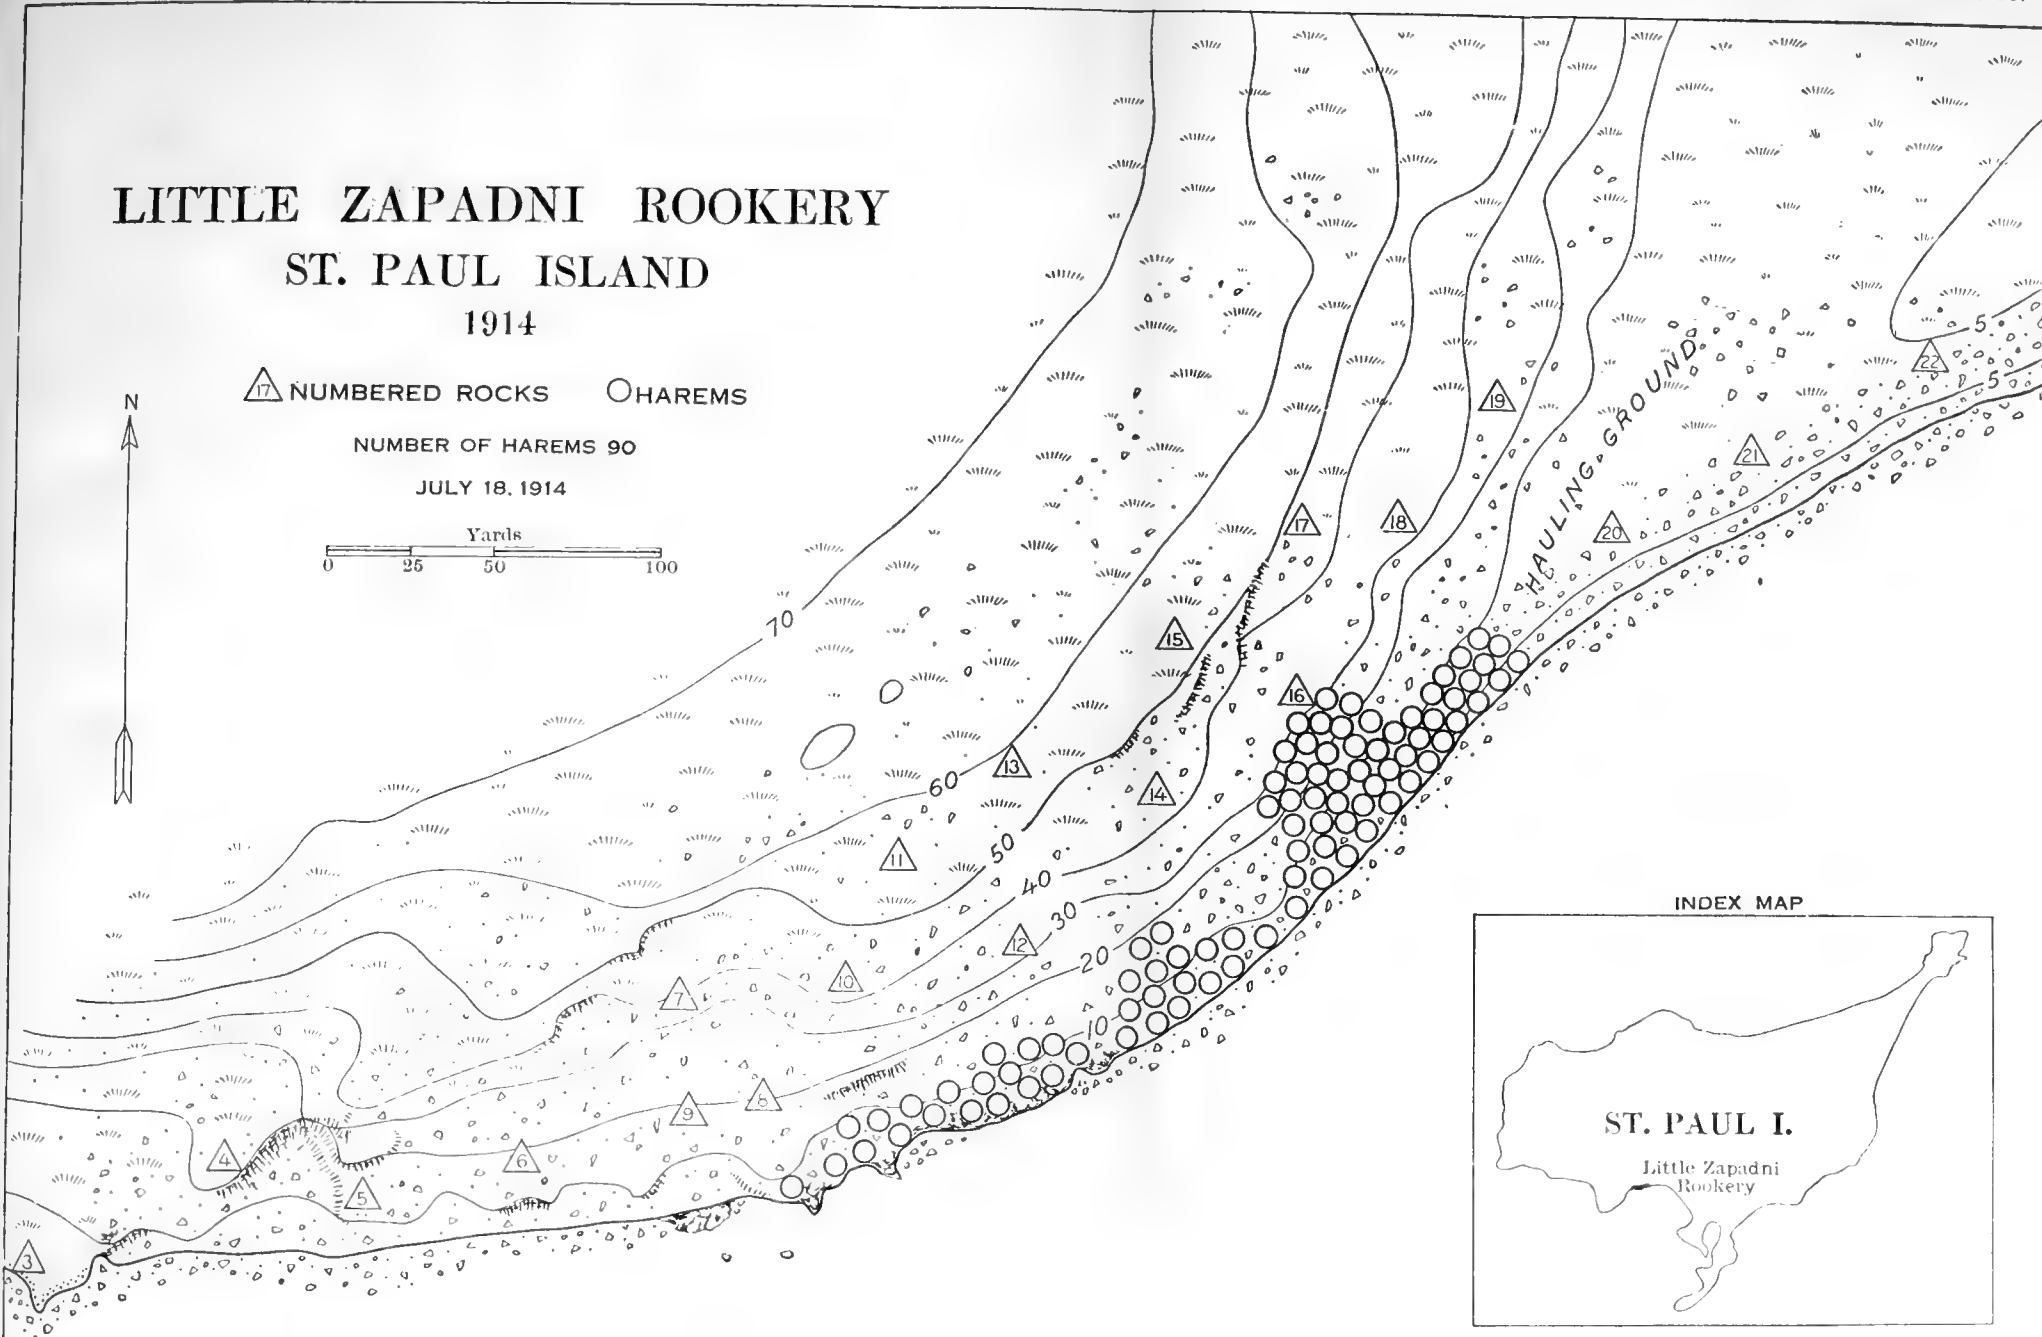 LITTLE ZAPADNI ROOKERY
ST. PAUL ISLAND
1914
17 NUMBERED ROCKS HAREMS
N
NUMBER OF HAREMS 90
JULY 18, 1914
Yards
0 25 50 100
HAULING GROUND
70
60
50
40
30
20
10
5
5
3
4
5
6
7
8
9
10
11
12
13
14
15
16
17
18
19
20
21
22
INDEX MAP
ST. PAUL I.
Little Zapadni
Rookery